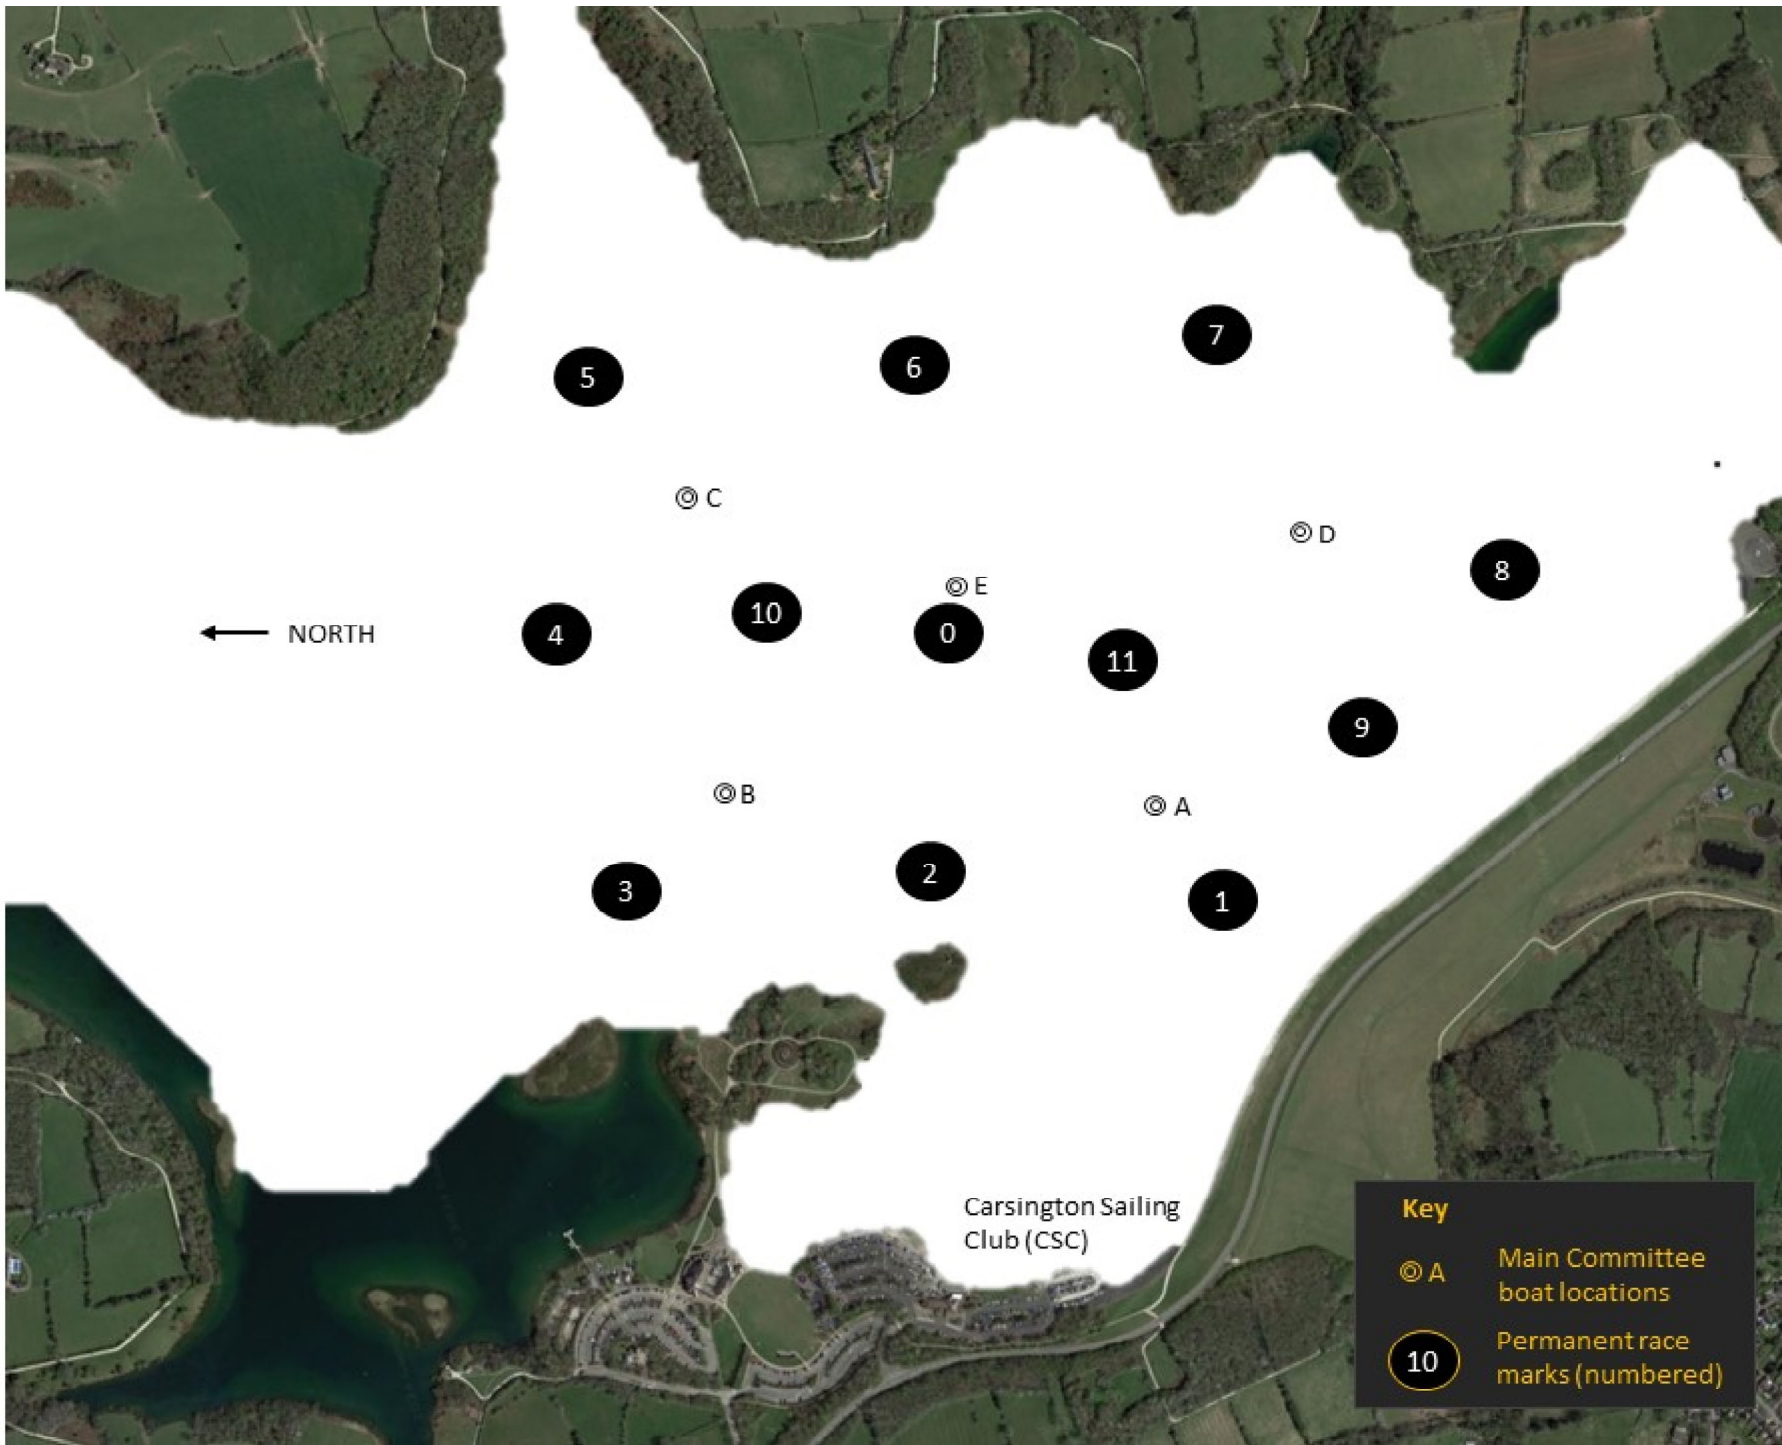 7
6
5
C
D
8
E
10
0
4
NORTH
11
9
B
A
2
3
1
Carsington Sailing
Club (CSC)
Key
A
Main Committee
boat locations
10
Permanent race
marks (numbered)